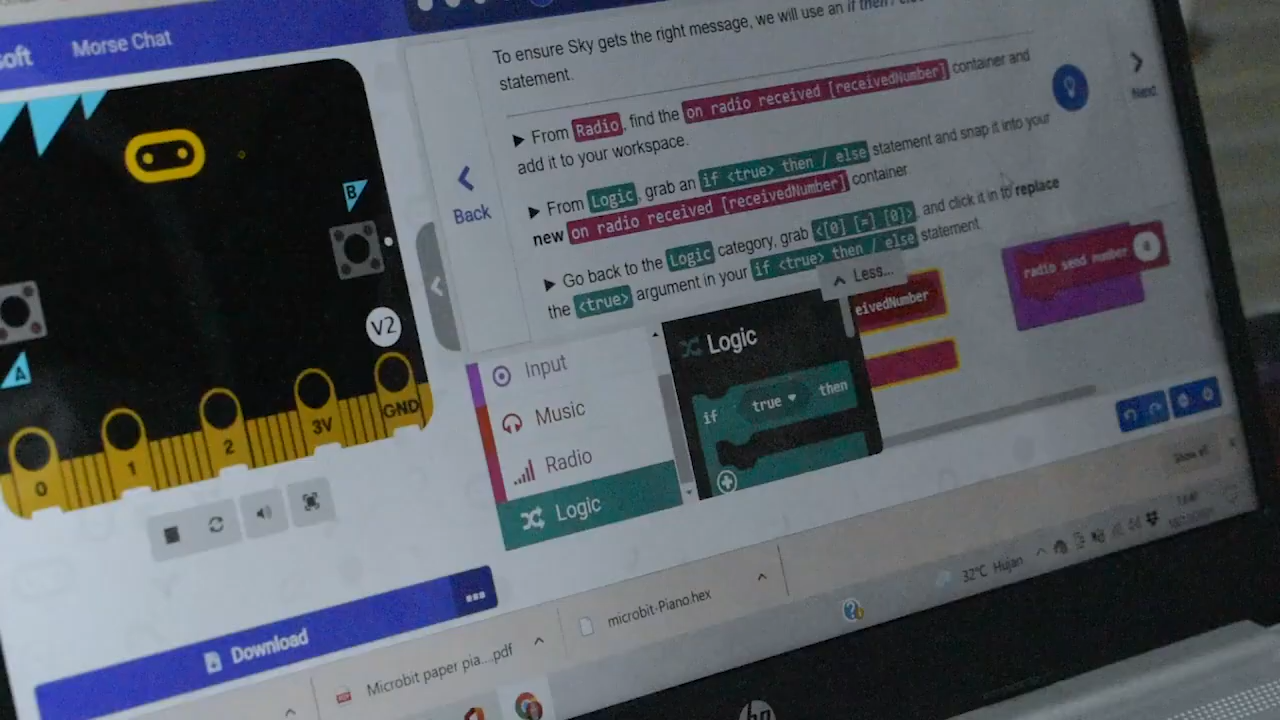 soft
Morse Chat
To ensure Sky gets the right message, we will use an if then / else
statement.
► From Radio, find the on radio received [receivedNumber] container and
add it to your workspace.
► From Logic, grab an if <true> then / else statement and snap it into your
new on radio received [receivedNumber] container
► Go back to the Logic category, grab <[0] [=] [0]>, and click it in to replace
the <true> argument in your if <true> then / else statement.
Back
Next
Less...
B
A
V2
0
1
2
3V
GND
Input
Music
Radio
Logic
Logic
if true then
eivedNumber
radio send number
Download
...
Microbit paper pia...pdf
microbit-Piano.hex
Show all
32°C Hujan
hp